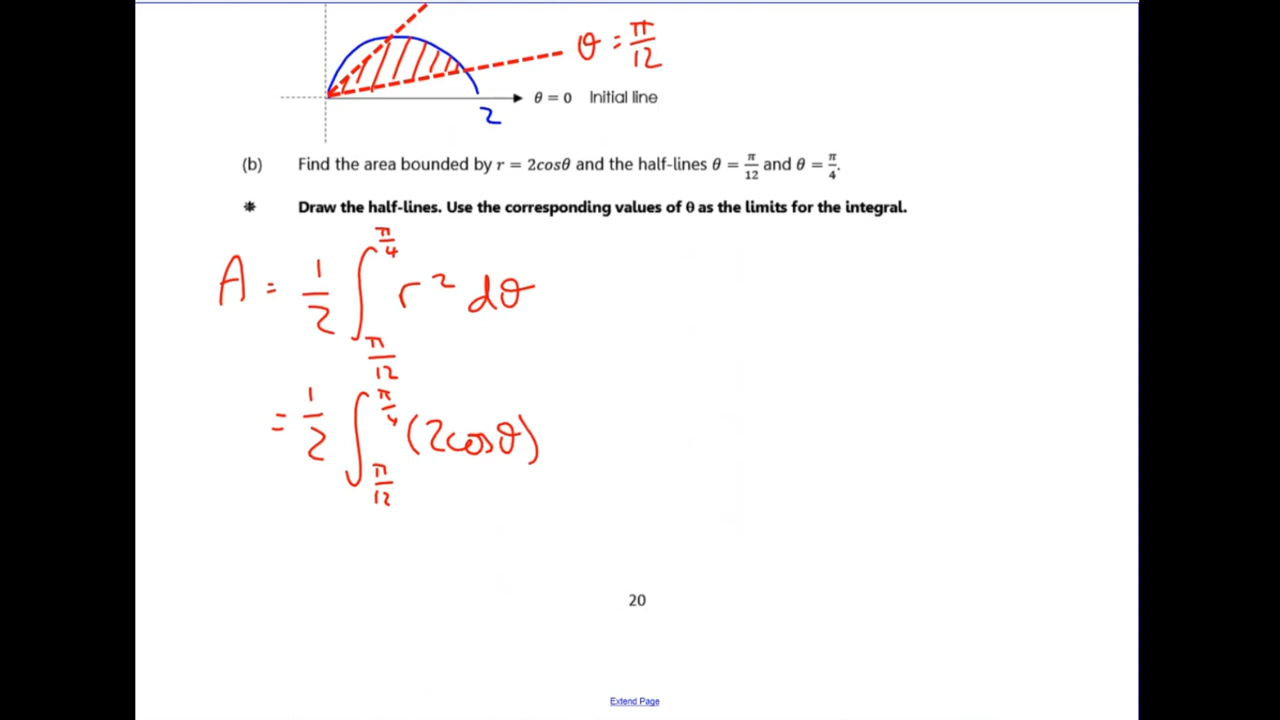 θ = π/12
θ = 0 Initial line
2
(b) Find the area bounded by r = 2cosθ and the half-lines θ = π/12 and θ = π/4.
* Draw the half-lines. Use the corresponding values of θ as the limits for the integral.
A = 1/2 ∫_{π/12}^{π/4} r² dθ
= 1/2 ∫_{π/12}^{π/4} (2cosθ)
20
Extend Page